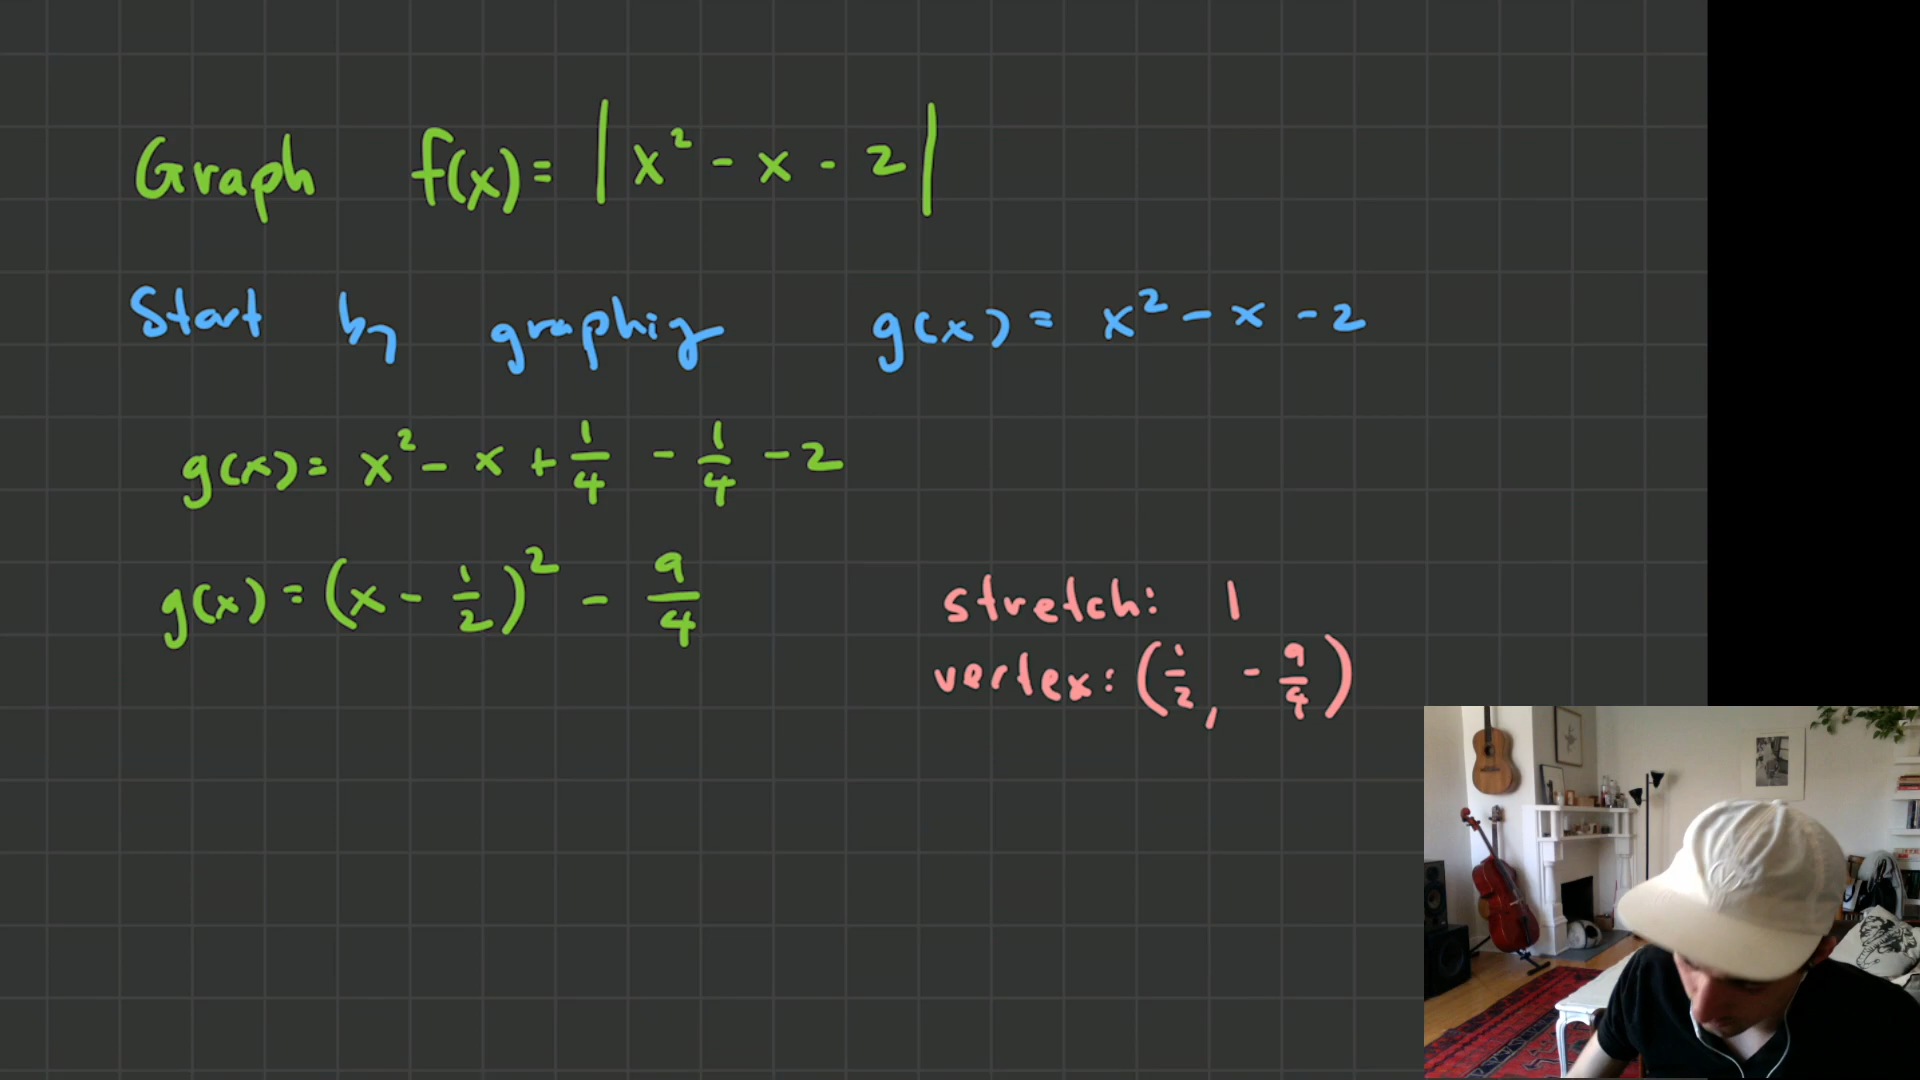 Graph f(x) = |x² - x - 2|
Start by graphing g(x) = x² - x - 2
g(x) = x² - x + 1/4 - 1/4 - 2
g(x) = (x - 1/2)² - 9/4
stretch: 1
vertex: (1/2, -9/4)